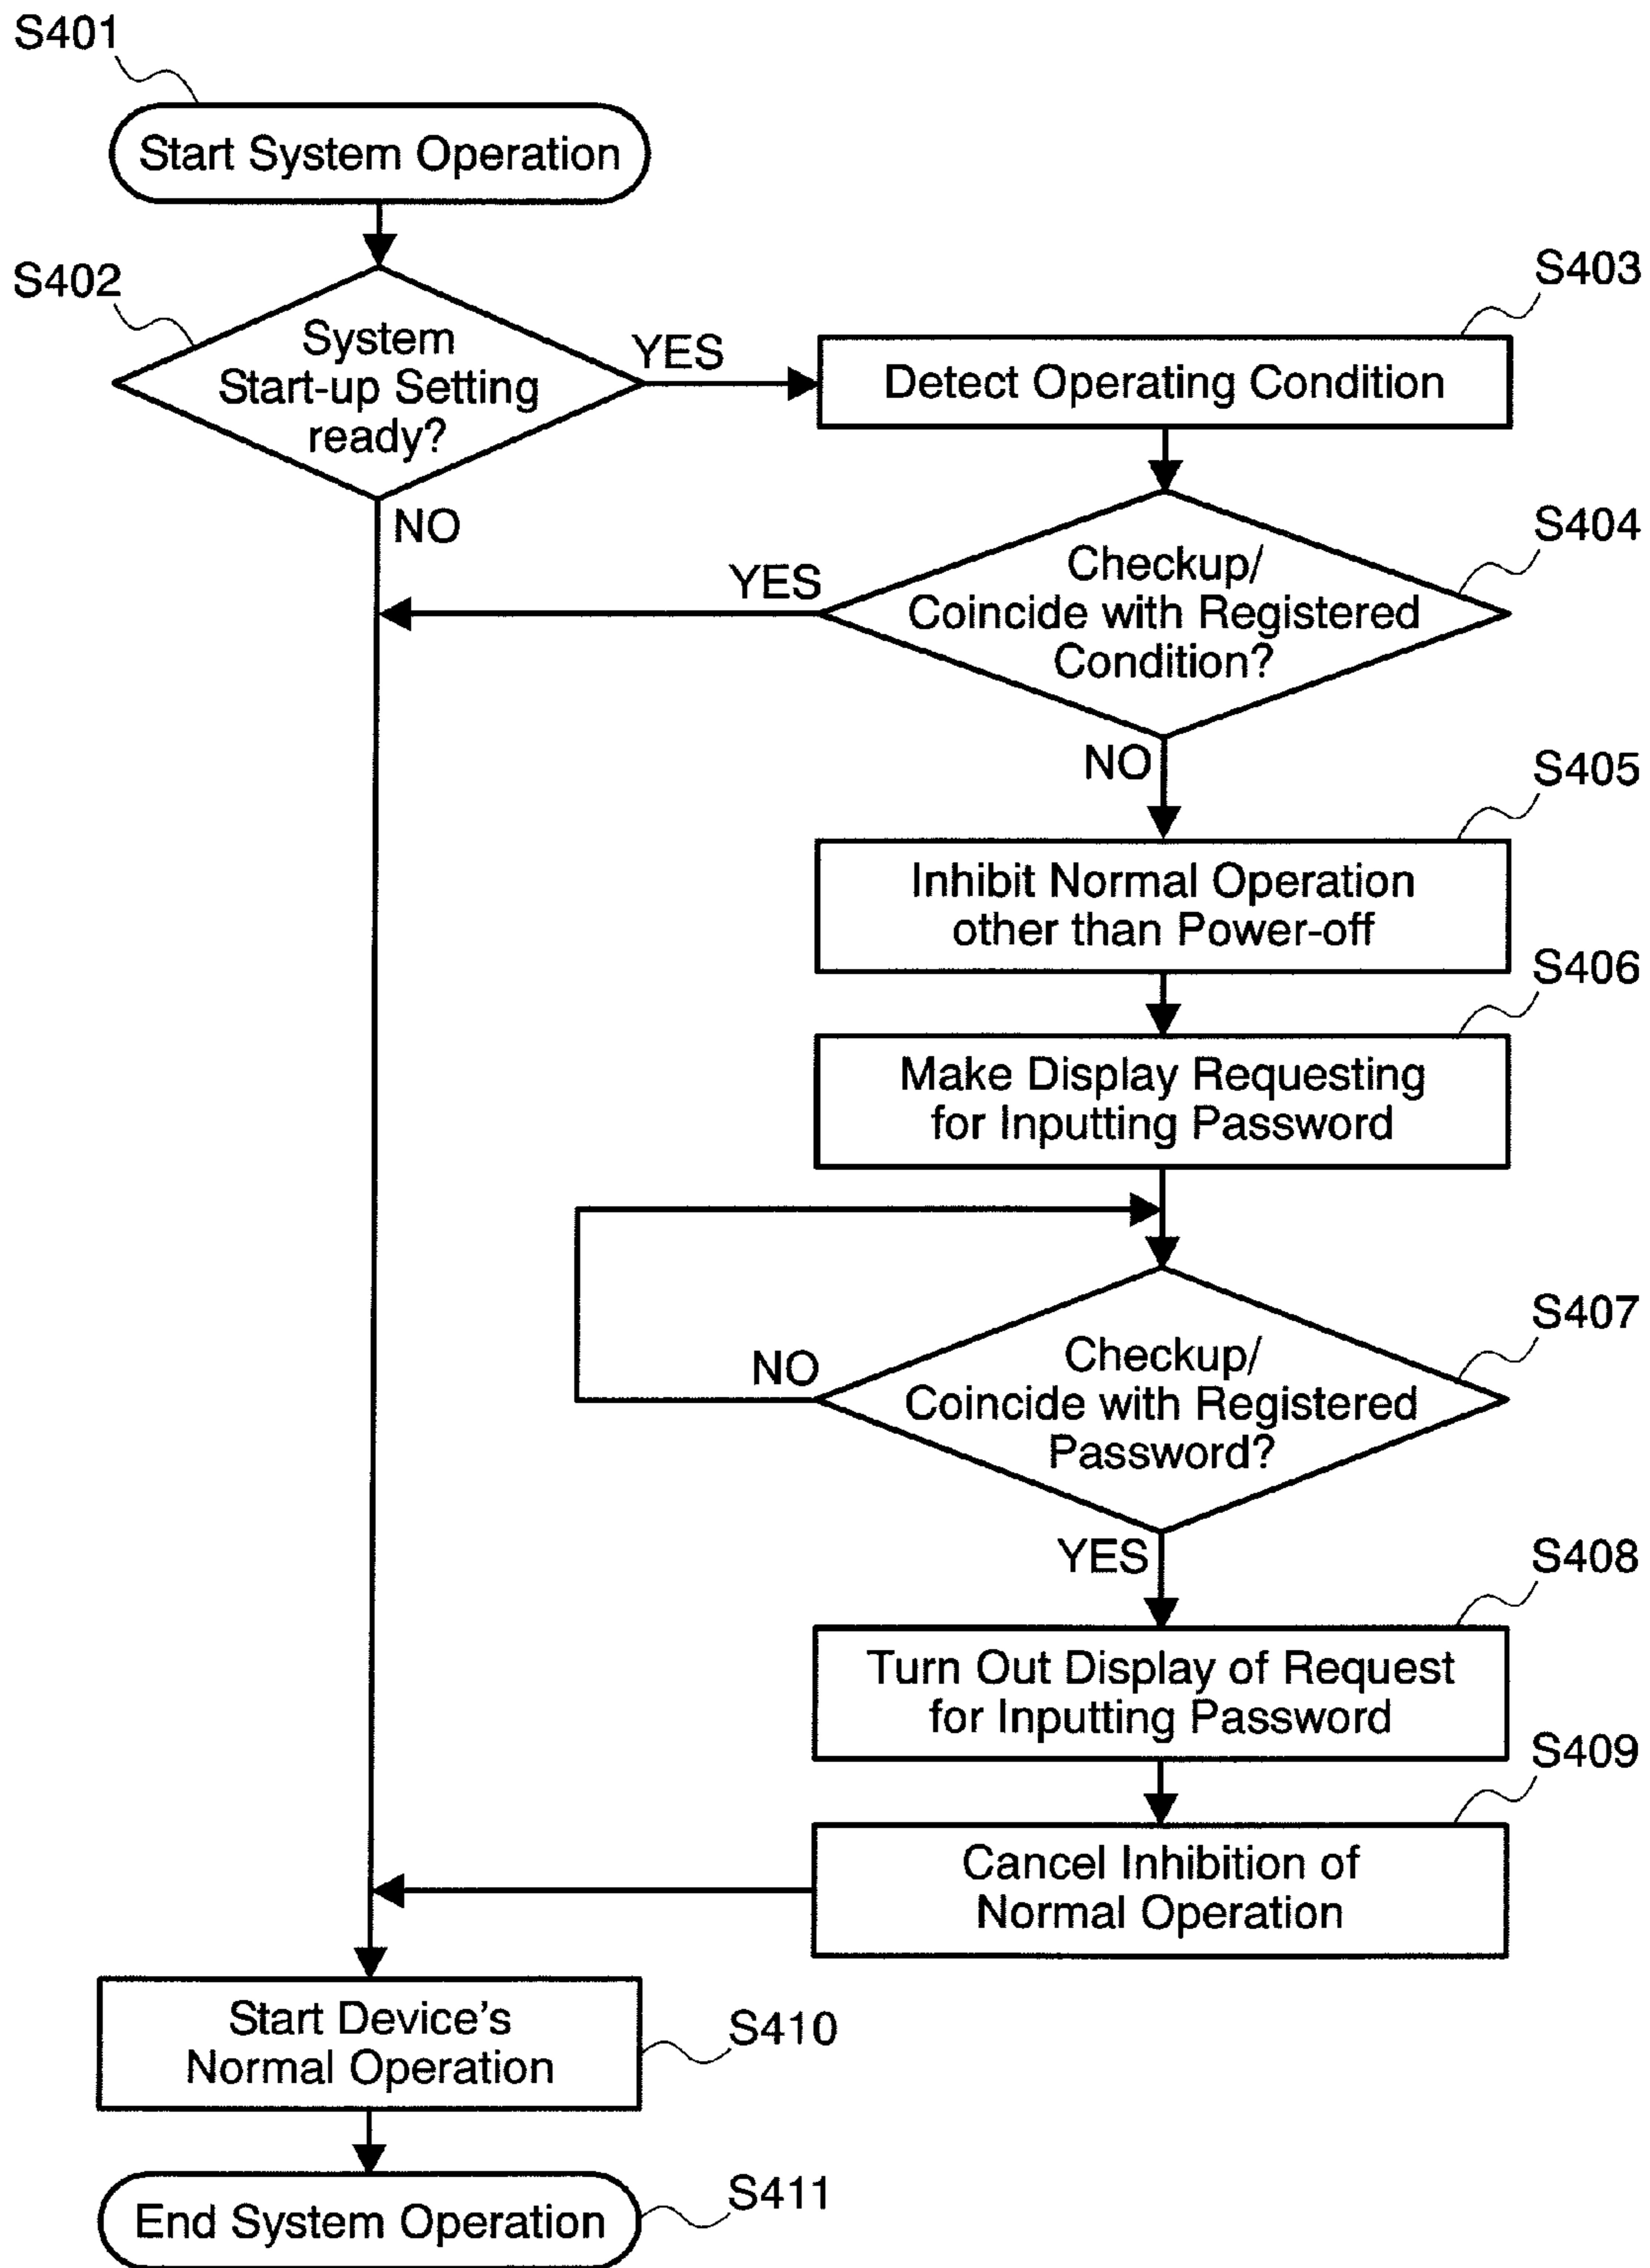 S401
Start System Operation
S402
System
Start-up Setting
ready?
YES
NO
S403
Detect Operating Condition
S404
Checkup/
Coincide with Registered
Condition?
YES
NO
S405
Inhibit Normal Operation
other than Power-off
S406
Make Display Requesting
for Inputting Password
S407
Checkup/
Coincide with Registered
Password?
NO
YES
S408
Turn Out Display of Request
for Inputting Password
S409
Cancel Inhibition of
Normal Operation
Start Device's
Normal Operation
S410
End System Operation
S411